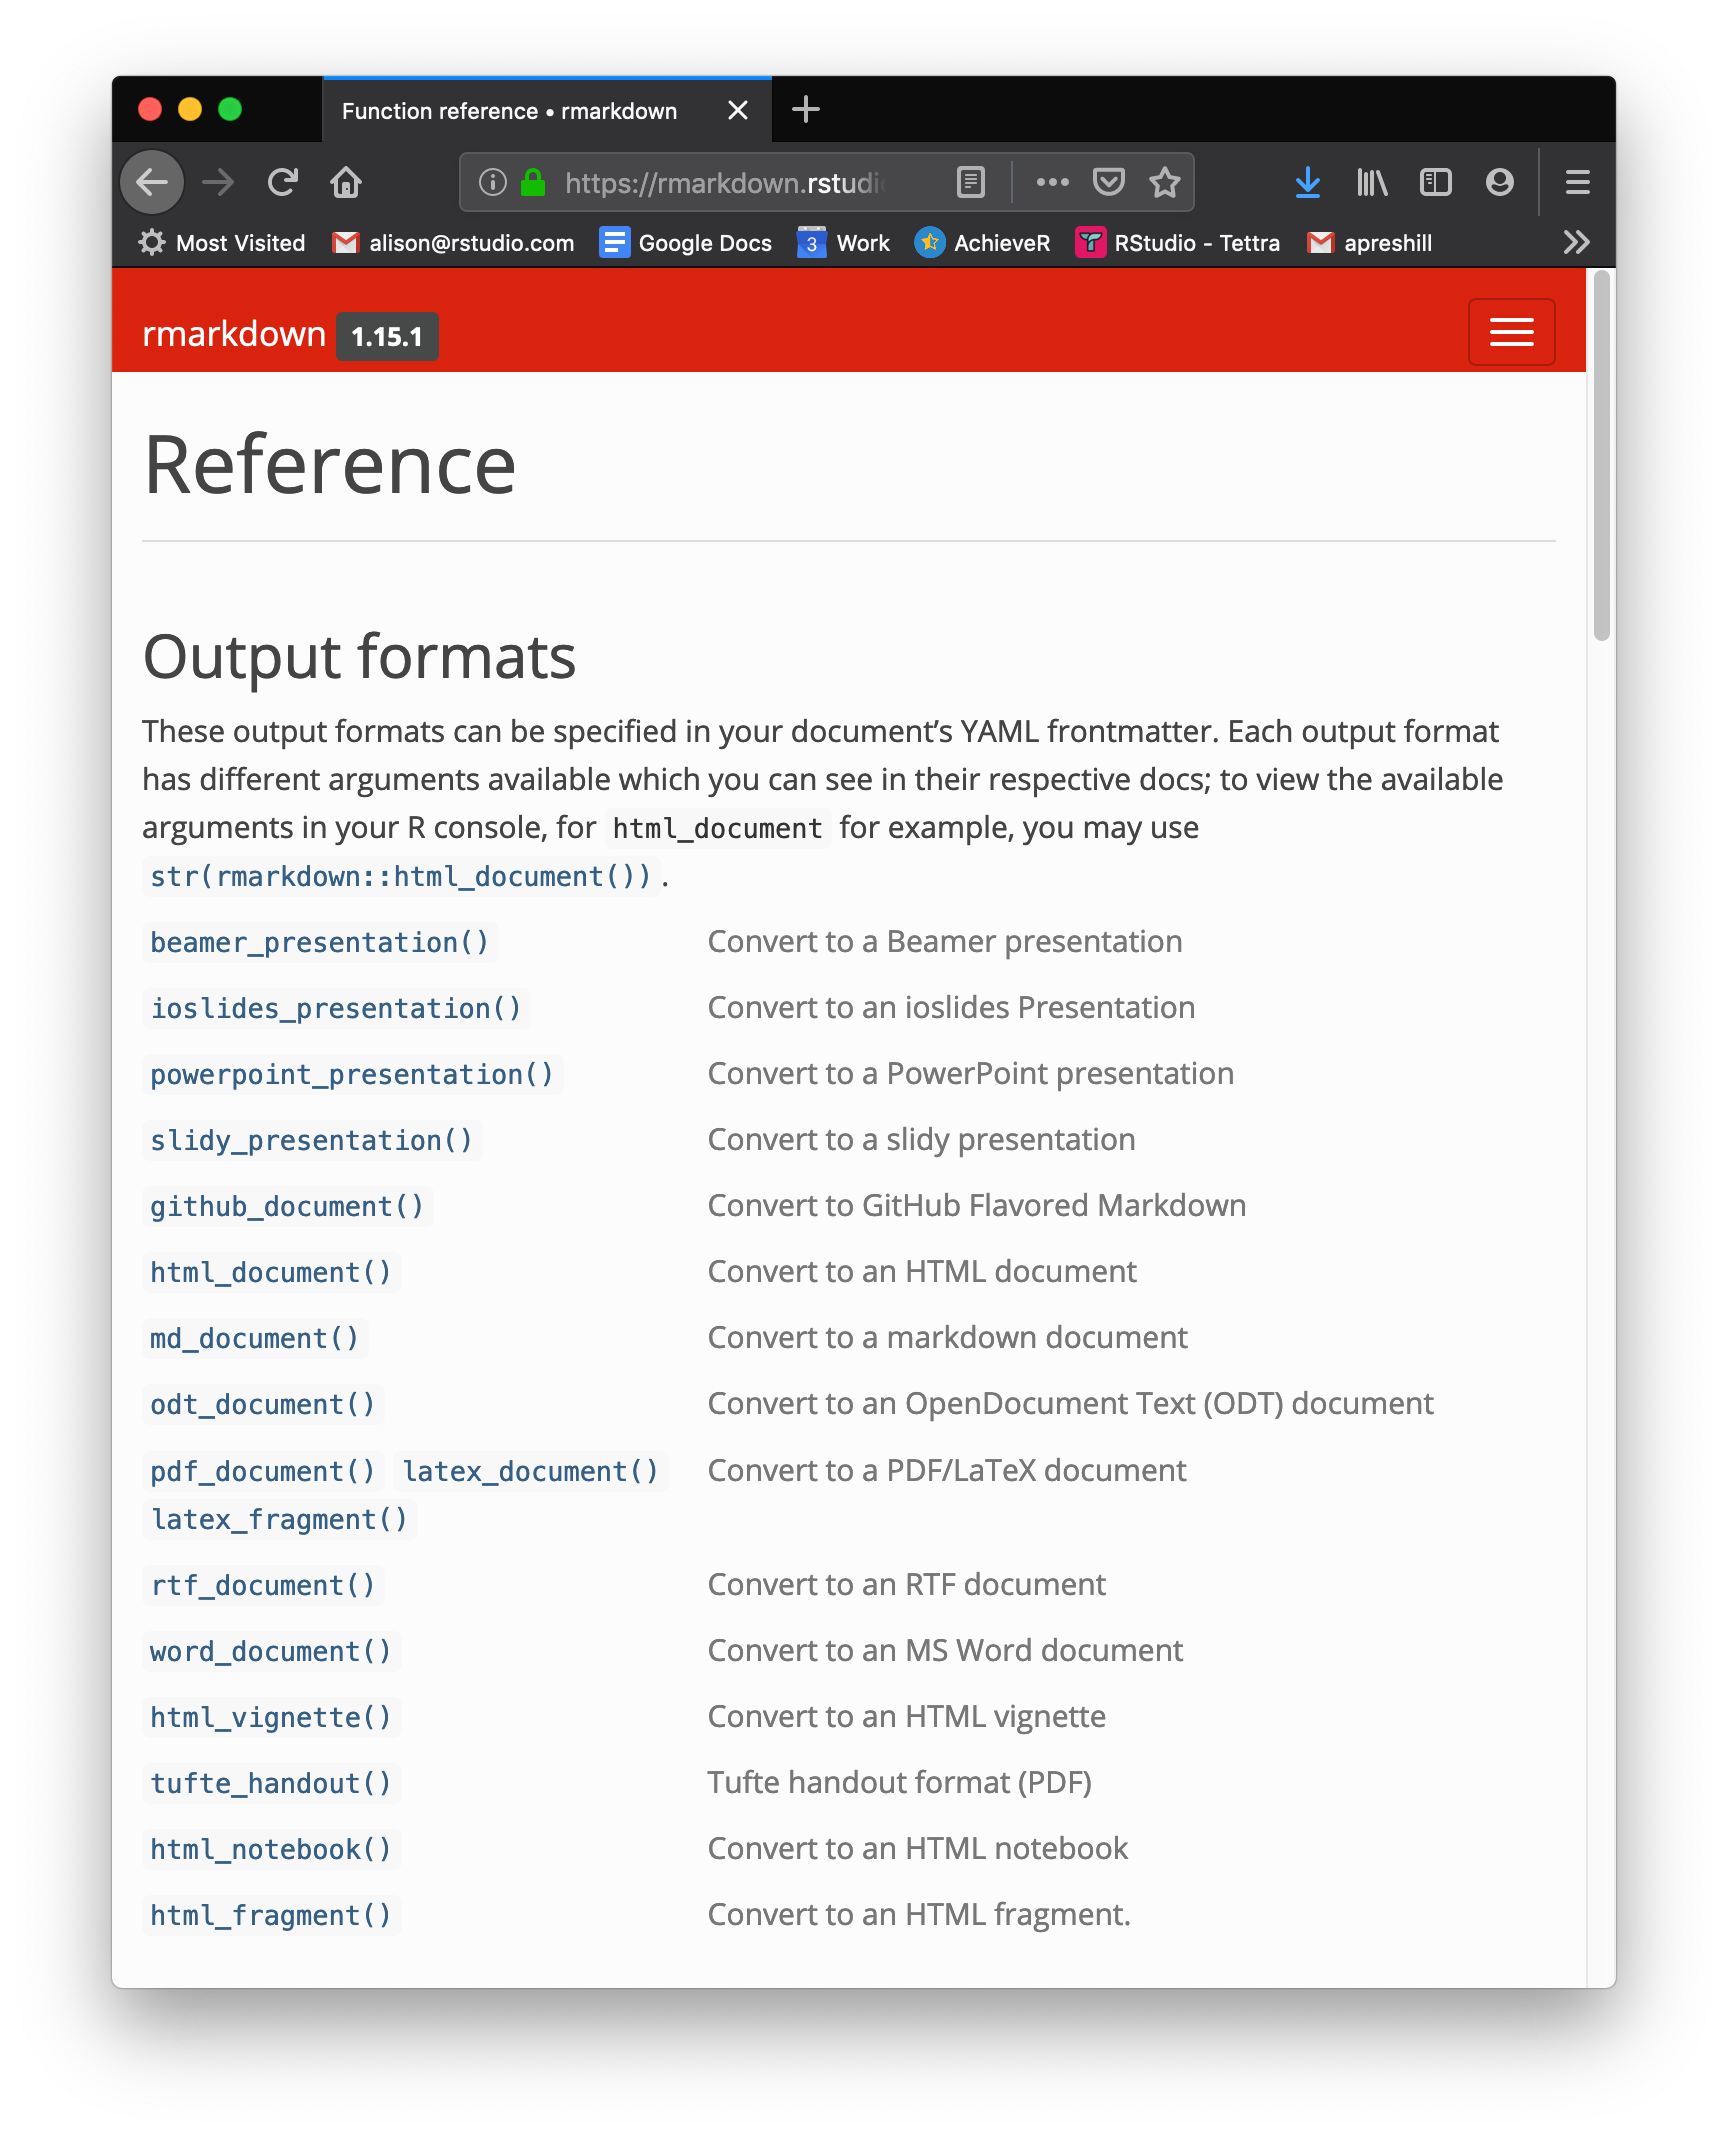 Function reference • rmarkdown
https://rmarkdown.rstudi
Most Visited alison@rstudio.com Google Docs 3 Work AchieveR RStudio - Tettra apreshill
rmarkdown 1.15.1
Reference
Output formats
These output formats can be specified in your document’s YAML frontmatter. Each output format
has different arguments available which you can see in their respective docs; to view the available
arguments in your R console, for html_document for example, you may use
str(rmarkdown::html_document()).
beamer_presentation() Convert to a Beamer presentation
ioslides_presentation() Convert to an ioslides Presentation
powerpoint_presentation() Convert to a PowerPoint presentation
slidy_presentation() Convert to a slidy presentation
github_document() Convert to GitHub Flavored Markdown
html_document() Convert to an HTML document
md_document() Convert to a markdown document
odt_document() Convert to an OpenDocument Text (ODT) document
pdf_document() latex_document() Convert to a PDF/LaTeX document
latex_fragment()
rtf_document() Convert to an RTF document
word_document() Convert to an MS Word document
html_vignette() Convert to an HTML vignette
tufte_handout() Tufte handout format (PDF)
html_notebook() Convert to an HTML notebook
html_fragment() Convert to an HTML fragment.